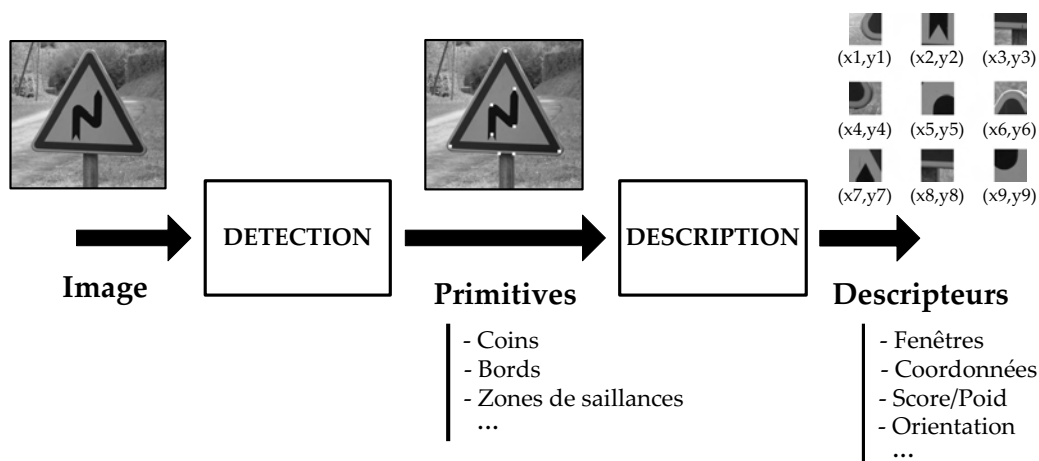 (x1,y1) (x2,y2) (x3,y3)
(x4,y4) (x5,y5) (x6,y6)
(x7,y7) (x8,y8) (x9,y9)
DETECTION
DESCRIPTION
Image
Primitives
- Coins
- Bords
- Zones de saillances
...
Descripteurs
- Fenêtres
- Coordonnées
- Score/Poid
- Orientation
...